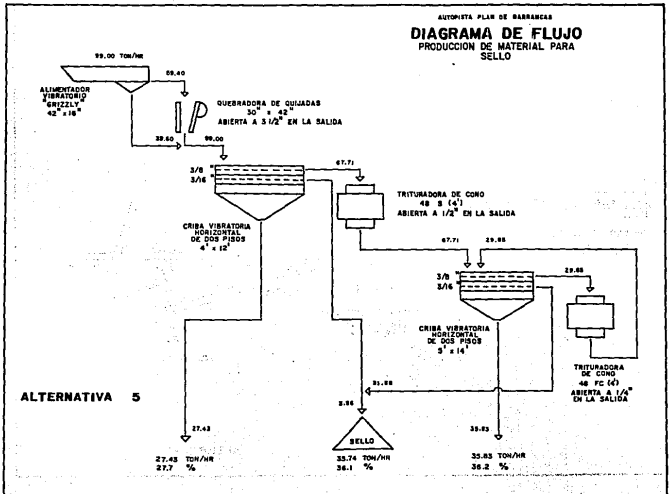 AUTOPISTA PLAN DE BARRANCAS
DIAGRAMA DE FLUJO
PRODUCCION DE MATERIAL PARA
SELLO
99.00 TON/HR
59.40
ALIMENTADOR
VIBRATORIO
"GRIZZLY"
42" x 16"
QUEBRADORA DE QUIJADAS
30" x 42"
ABIERTA A 3 1/2" EN LA SALIDA
39.60
99.00
3/8 "
3/16 "
67.71
TRITURADORA DE CONO
48 S (4')
ABIERTA A 1/2" EN LA SALIDA
CRIBA VIBRATORIA
HORIZONTAL
DE DOS PISOS
4' x 12'
67.71
29.88
3/8 "
3/16 "
29.88
CRIBA VIBRATORIA
HORIZONTAL
DE DOS PISOS
5' x 14'
TRITURADORA
DE CONO
48 FC (4')
ABIERTA A 1/4"
EN LA SALIDA
ALTERNATIVA 5
31.88
3.86
27.43
SELLO
35.83
27.43 TON/HR
27.7 %
35.74 TON/HR
36.1 %
35.83 TON/HR
36.2 %